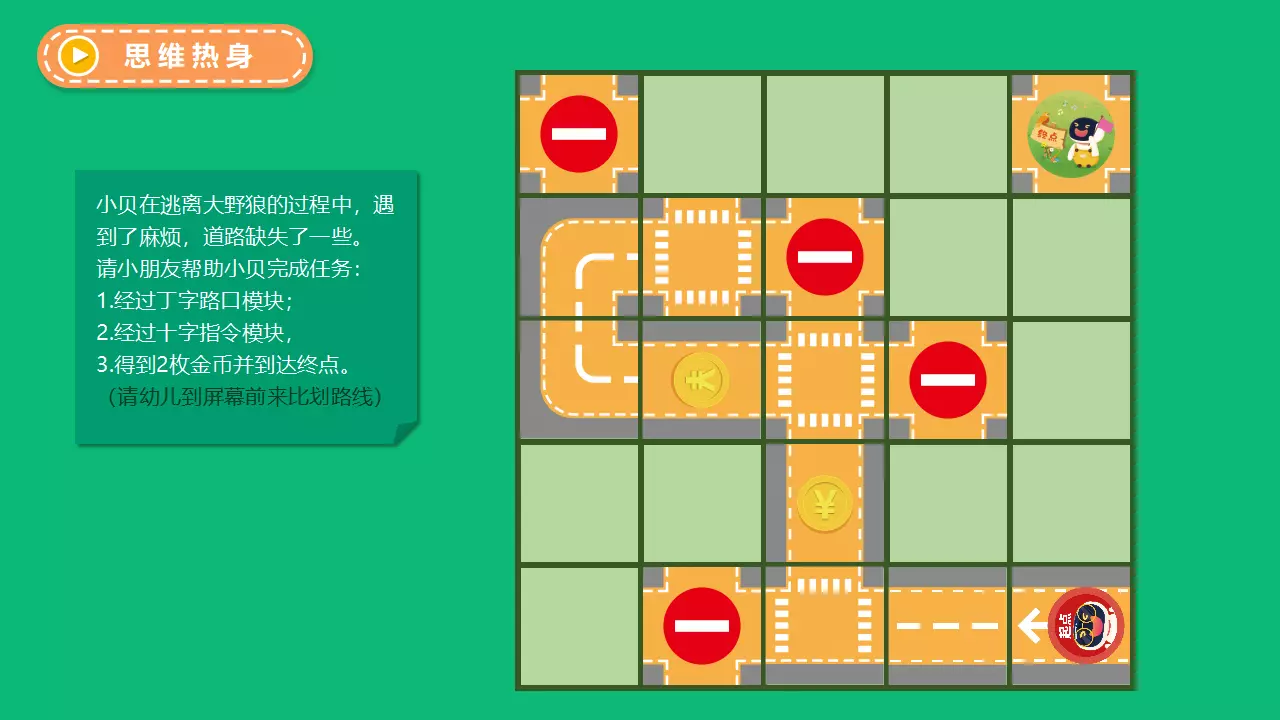 思维热身
小贝在逃离大野狼的过程中，遇
到了麻烦，道路缺失了一些。
请小朋友帮助小贝完成任务：
1.经过丁字路口模块；
2.经过十字指令模块，
3.得到2枚金币并到达终点。
（请幼儿到屏幕前来比划路线）
终点
¥
¥
起点